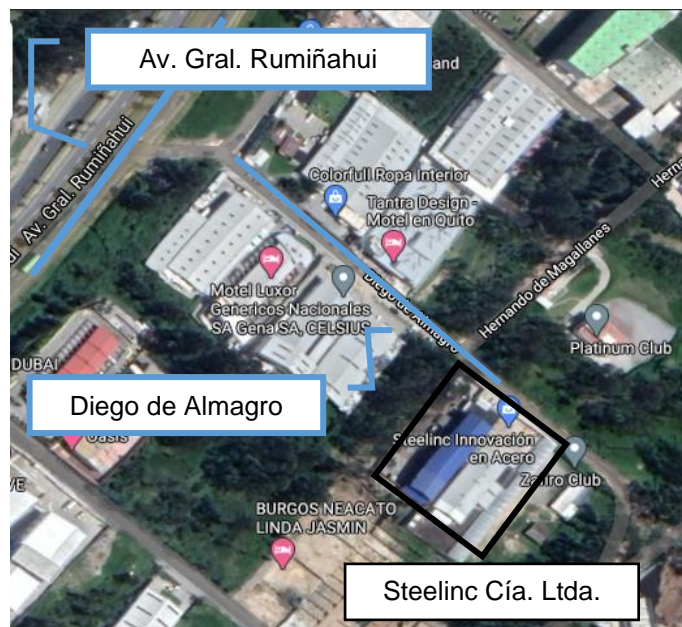 Av. Gral. Rumiñahui
and
Av. Gral. Rumiñahui
Colorfull Ropa Interior
Tantra Design -
Motel en Quito
Hernando de Magallanes
Motel Luxor
Genericos Nacionales
SA Gena SA, CELSIUS
Diego de Almagro
Platinum Club
DUBAI
Diego de Almagro
Oasis
Steelinc Innovación
en Acero
Zafiro Club
BURGOS NEACATO
LINDA JASMIN
Steelinc Cía. Ltda.